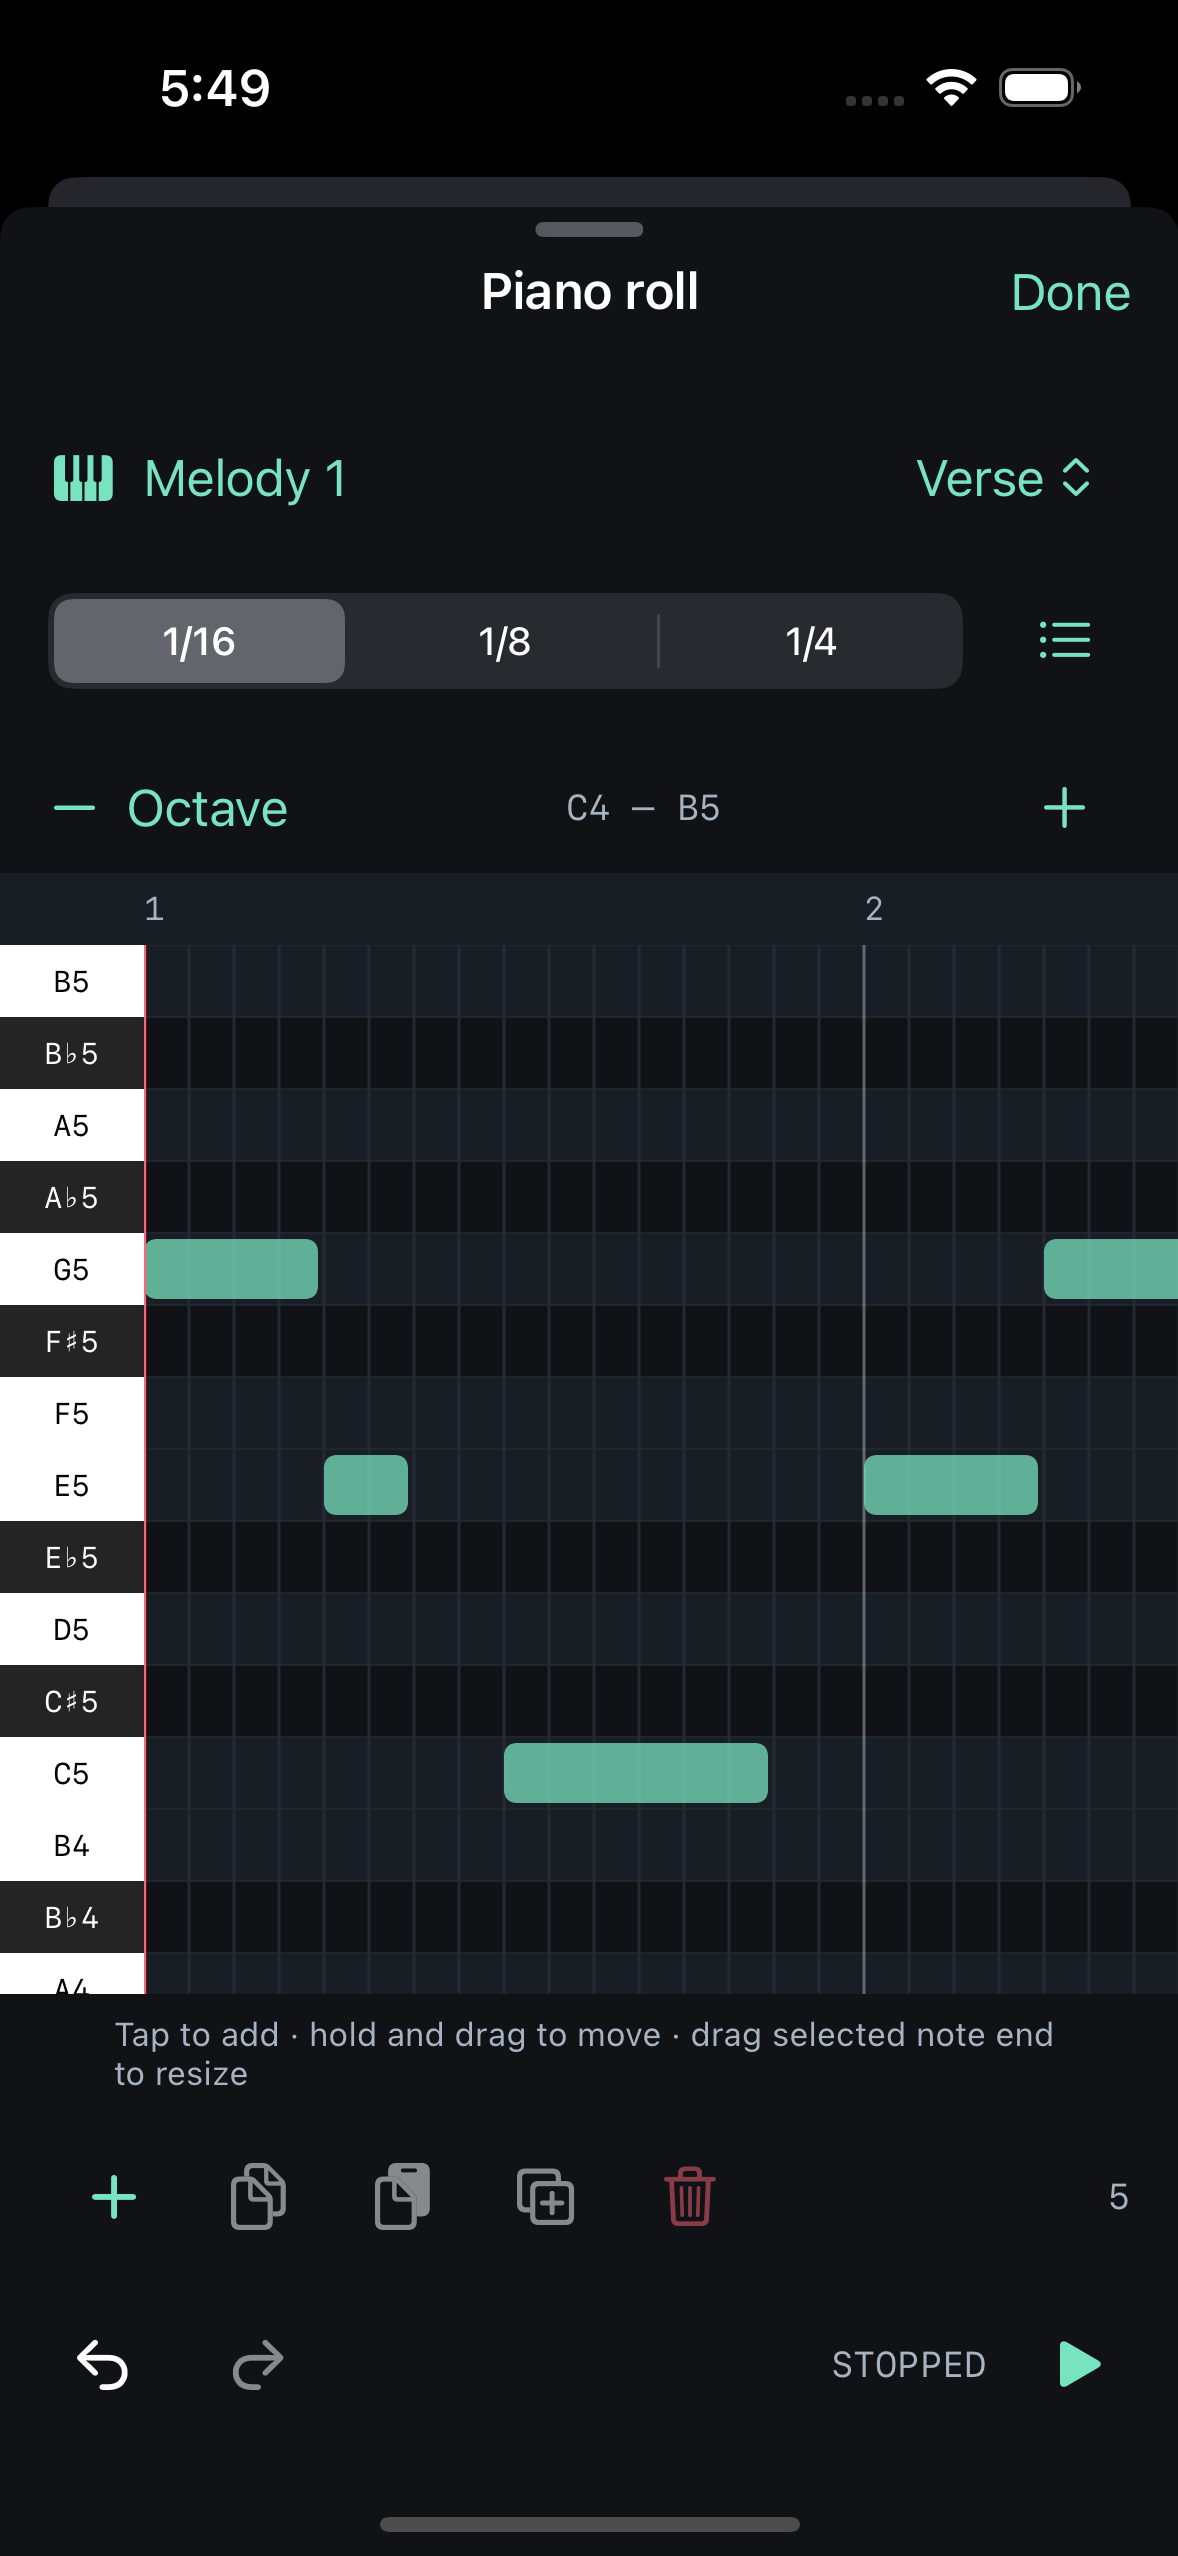 5:49
Piano roll
Done
Melody 1
Verse
1/16
1/8
1/4
Octave
C4 – B5
1
2
B5
B♭5
A5
A♭5
G5
F♯5
F5
E5
E♭5
D5
C♯5
C5
B4
B♭4
A4
Tap to add · hold and drag to move · drag selected note end
to resize
5
STOPPED